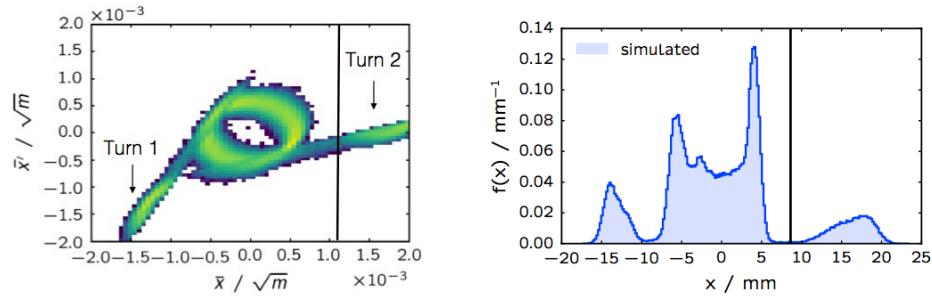 ×10⁻³
2.0
1.5
1.0
0.5
0.0
−0.5
−1.0
−1.5
−2.0
x̄′ / √m
Turn 1
Turn 2
−2.0 −1.5 −1.0 −0.5 0.0 0.5 1.0 1.5 2.0
x̄ / √m
×10⁻³
0.14
0.12
0.10
0.08
0.06
0.04
0.02
0.00
f(x) / mm⁻¹
simulated
−20 −15 −10 −5 0 5 10 15 20 25
x / mm